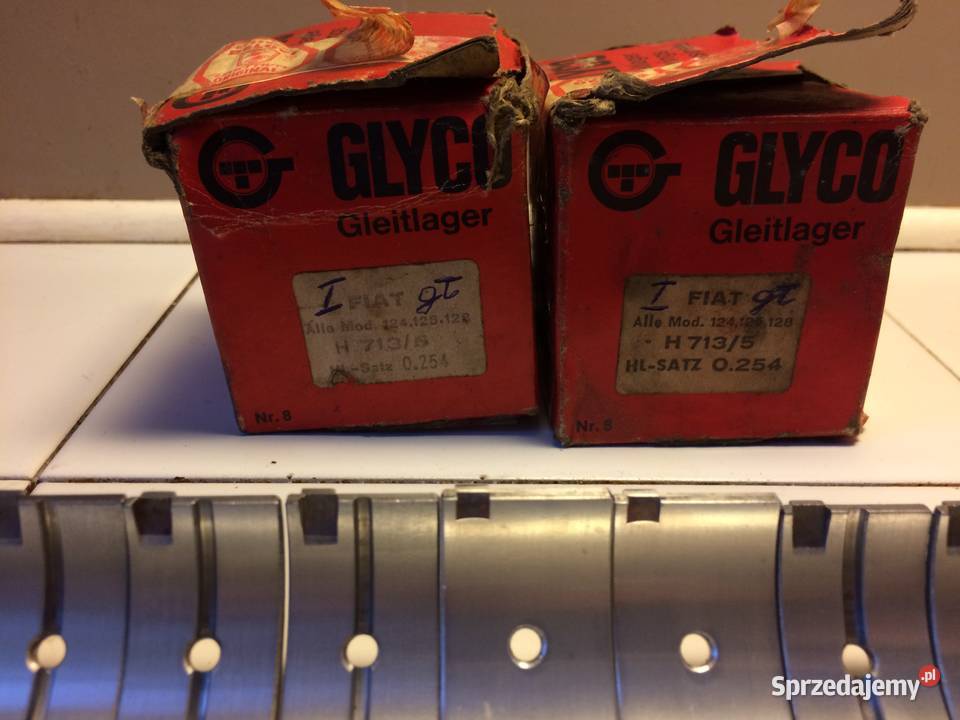 GLYCO
Gleitlager
I FIAT gt
Alle Mod. 124,125,128
H 713/5
HL-Satz 0.254
Nr. 8
GLYCO
Gleitlager
I FIAT gt
Alle Mod. 124,125,128
H 713/5
HL-SATZ 0.254
Nr. 8
Sprzedajemy.pl